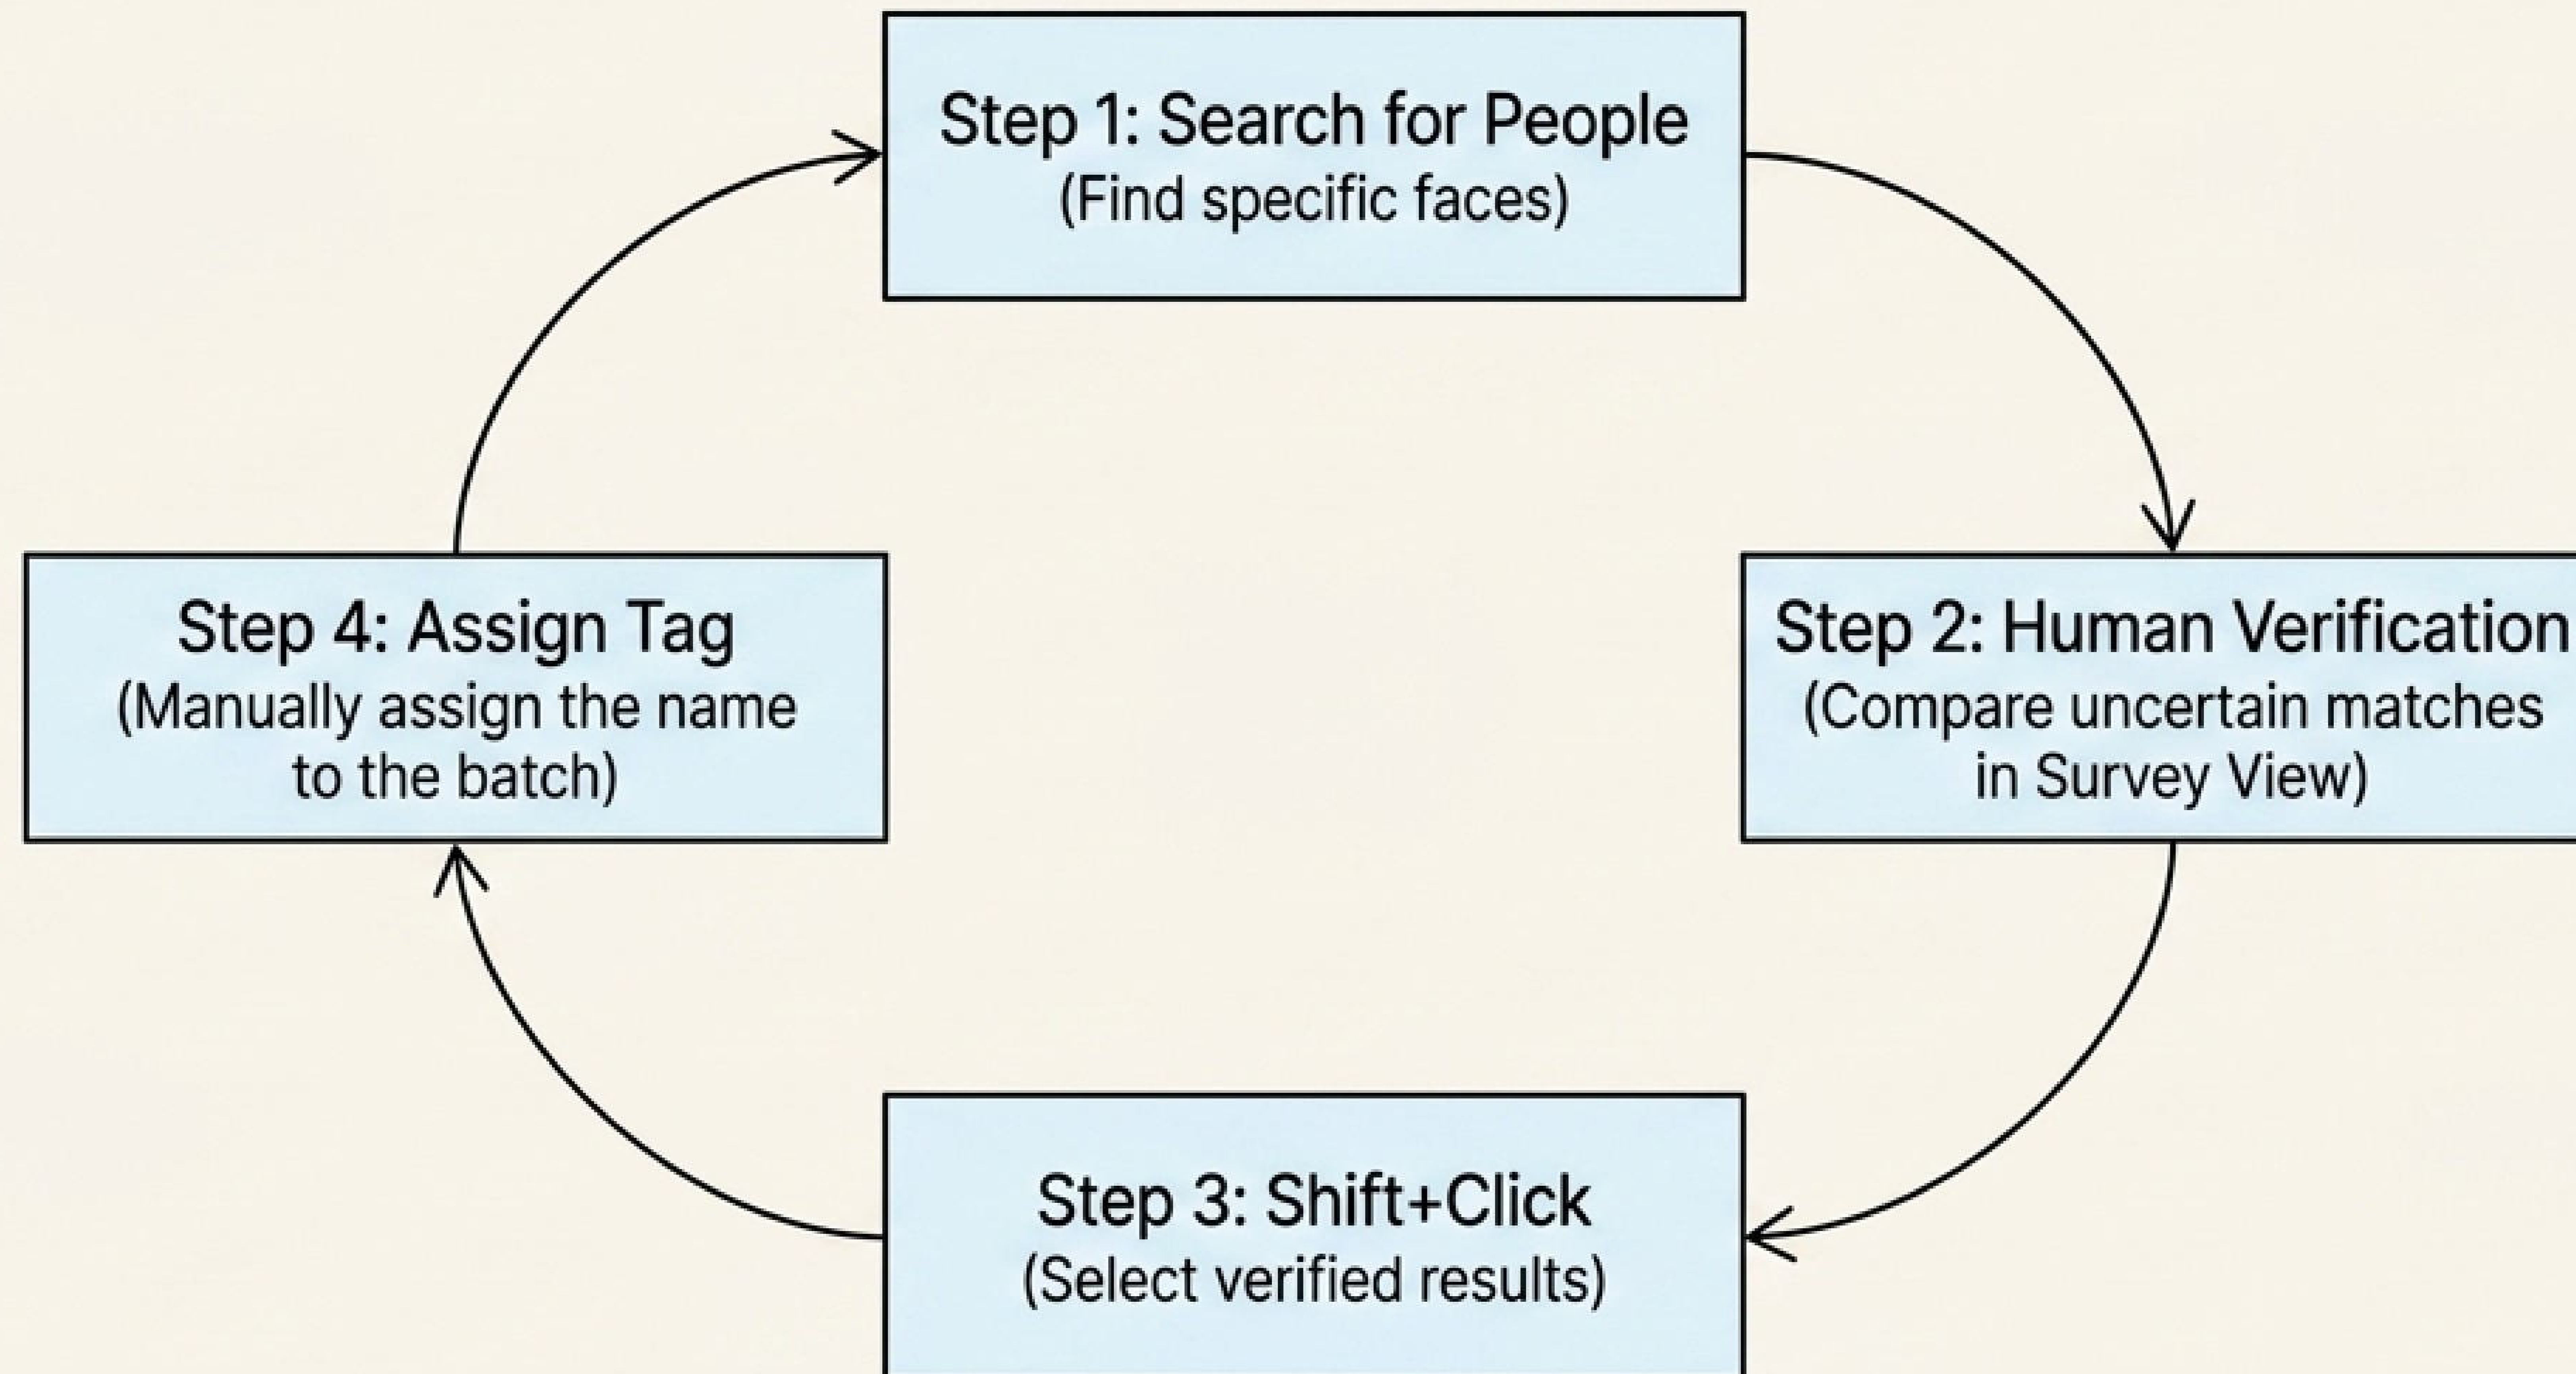 Step 1: Search for People
(Find specific faces)
Step 2: Human Verification
(Compare uncertain matches
in Survey View)
Step 3: Shift+Click
(Select verified results)
Step 4: Assign Tag
(Manually assign the name
to the batch)